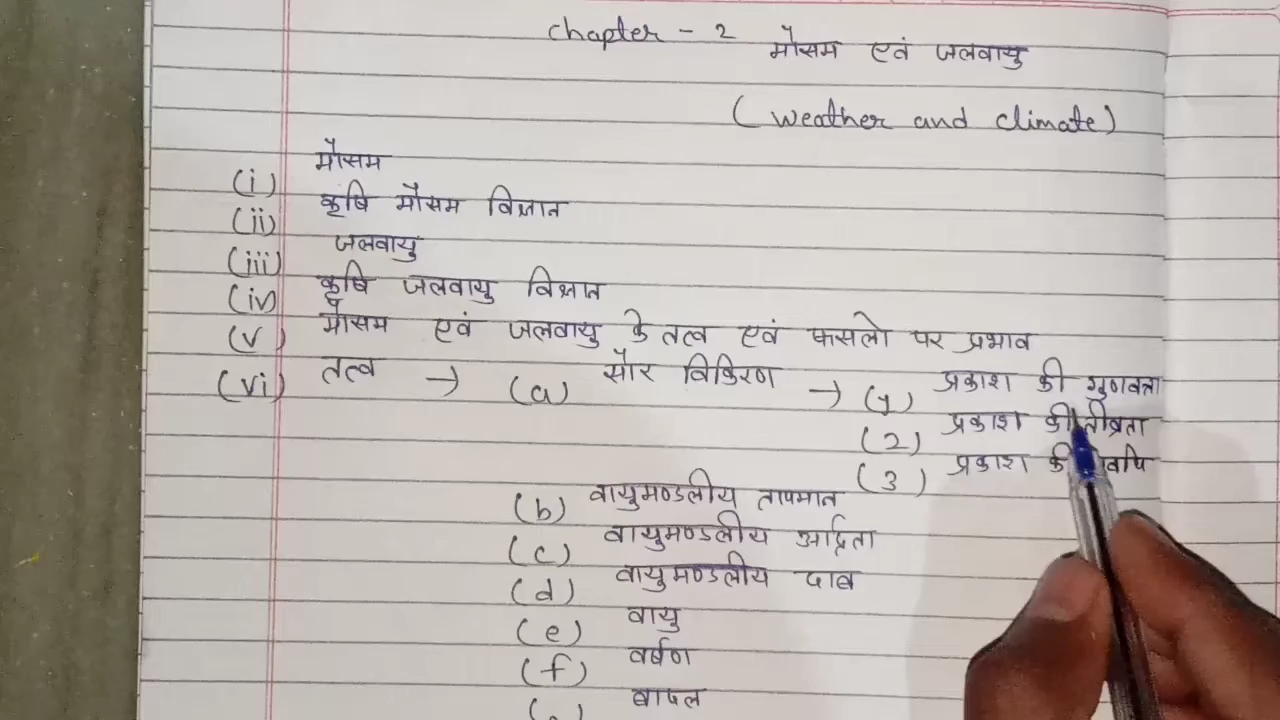 Chapter - 2 मौसम एवं जलवायु
(Weather and climate)
(i) मौसम
(ii) कृषि मौसम विज्ञान
(iii) जलवायु
(iv) कृषि जलवायु विज्ञान
(v) मौसम एवं जलवायु के तत्व एवं फसलो पर प्रभाव
(vi) तत्व → (a) सौर विकिरण → (1) प्रकाश की गुणवत्ता
(2) प्रकाश की तीव्रता
(3) प्रकाश की
(b) वायुमण्डलीय तापमान
(c) वायुमण्डलीय आर्द्रता
(d) वायुमण्डलीय दाब
(e) वायु
(f) वर्षण
बादल